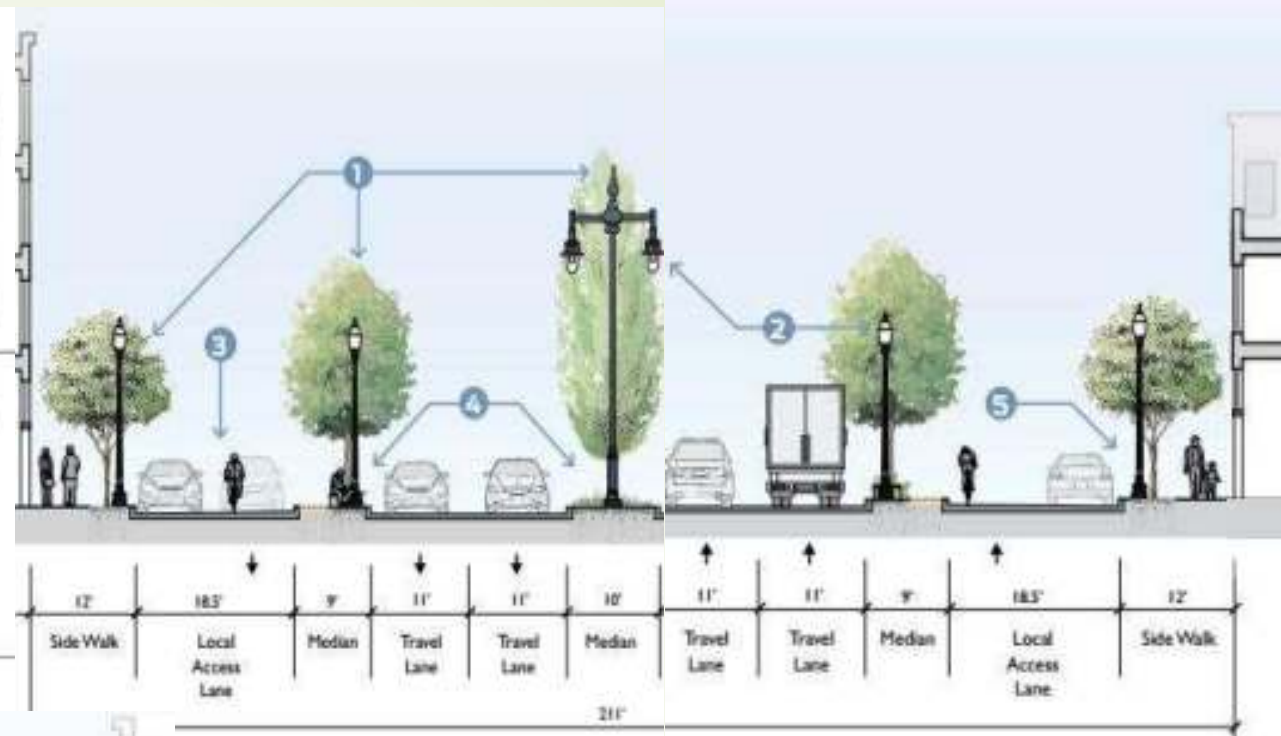 1
2
3
4
5
12' 18.5' 9' 11' 11' 10' 11' 11' 9' 18.5' 12'
Side Walk Local Median Travel Travel Median Travel Travel Median Local Side Walk
Access Lane Lane Lane Lane Access
Lane Lane
211'